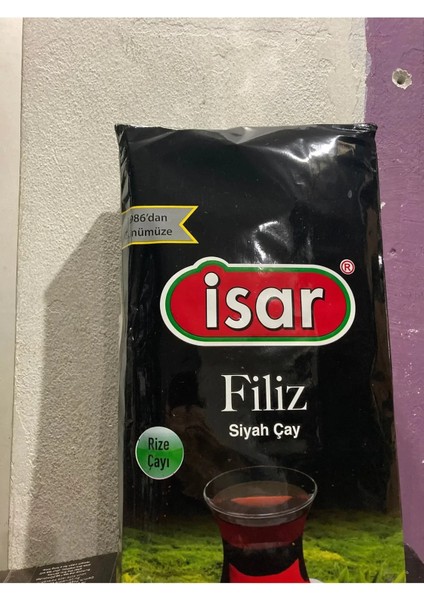 986'dan
nümüze
isar
®
Filiz
Siyah Çay
Rize
Çayı